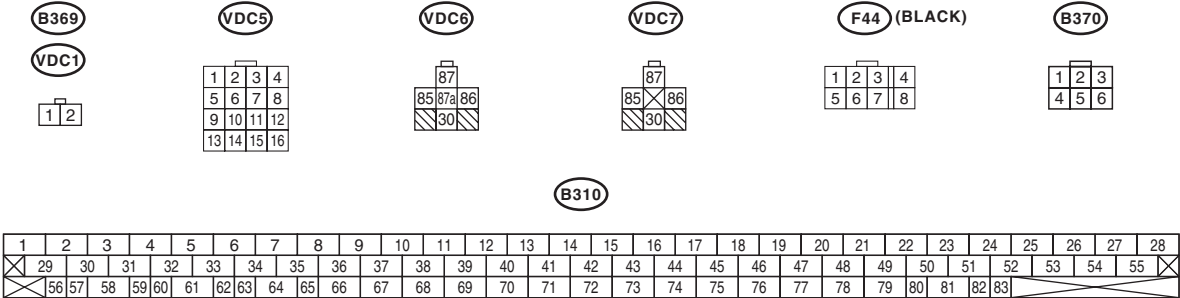 B369 VDC5 VDC6 VDC7 F44 (BLACK) B370
VDC1
1 2
1 2 3 4
5 6 7 8
9 10 11 12
13 14 15 16
87
85 87a 86
30
87
85 86
30
1 2 3 4
5 6 7 8
1 2 3
4 5 6
B310
1 2 3 4 5 6 7 8 9 10 11 12 13 14 15 16 17 18 19 20 21 22 23 24 25 26 27 28
29 30 31 32 33 34 35 36 37 38 39 40 41 42 43 44 45 46 47 48 49 50 51 52 53 54 55
56 57 58 59 60 61 62 63 64 65 66 67 68 69 70 71 72 73 74 75 76 77 78 79 80 81 82 83